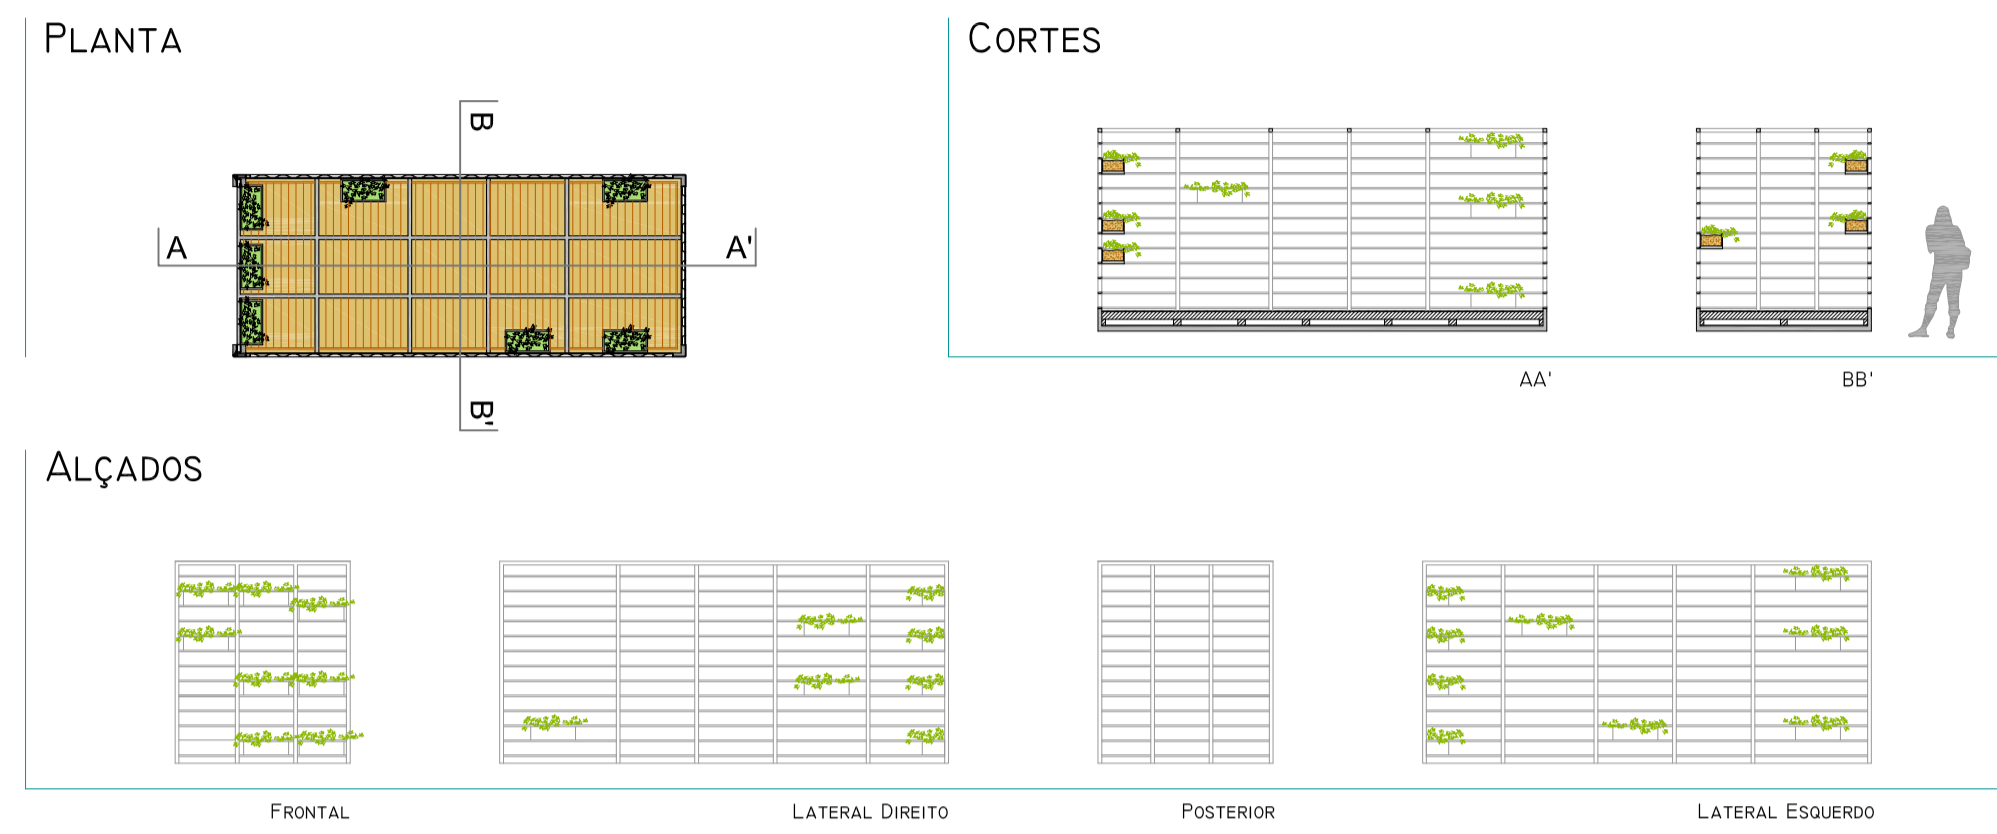 PLANTA
CORTES
B
A
A'
B'
AA'
BB'
ALÇADOS
FRONTAL
LATERAL DIREITO
POSTERIOR
LATERAL ESQUERDO